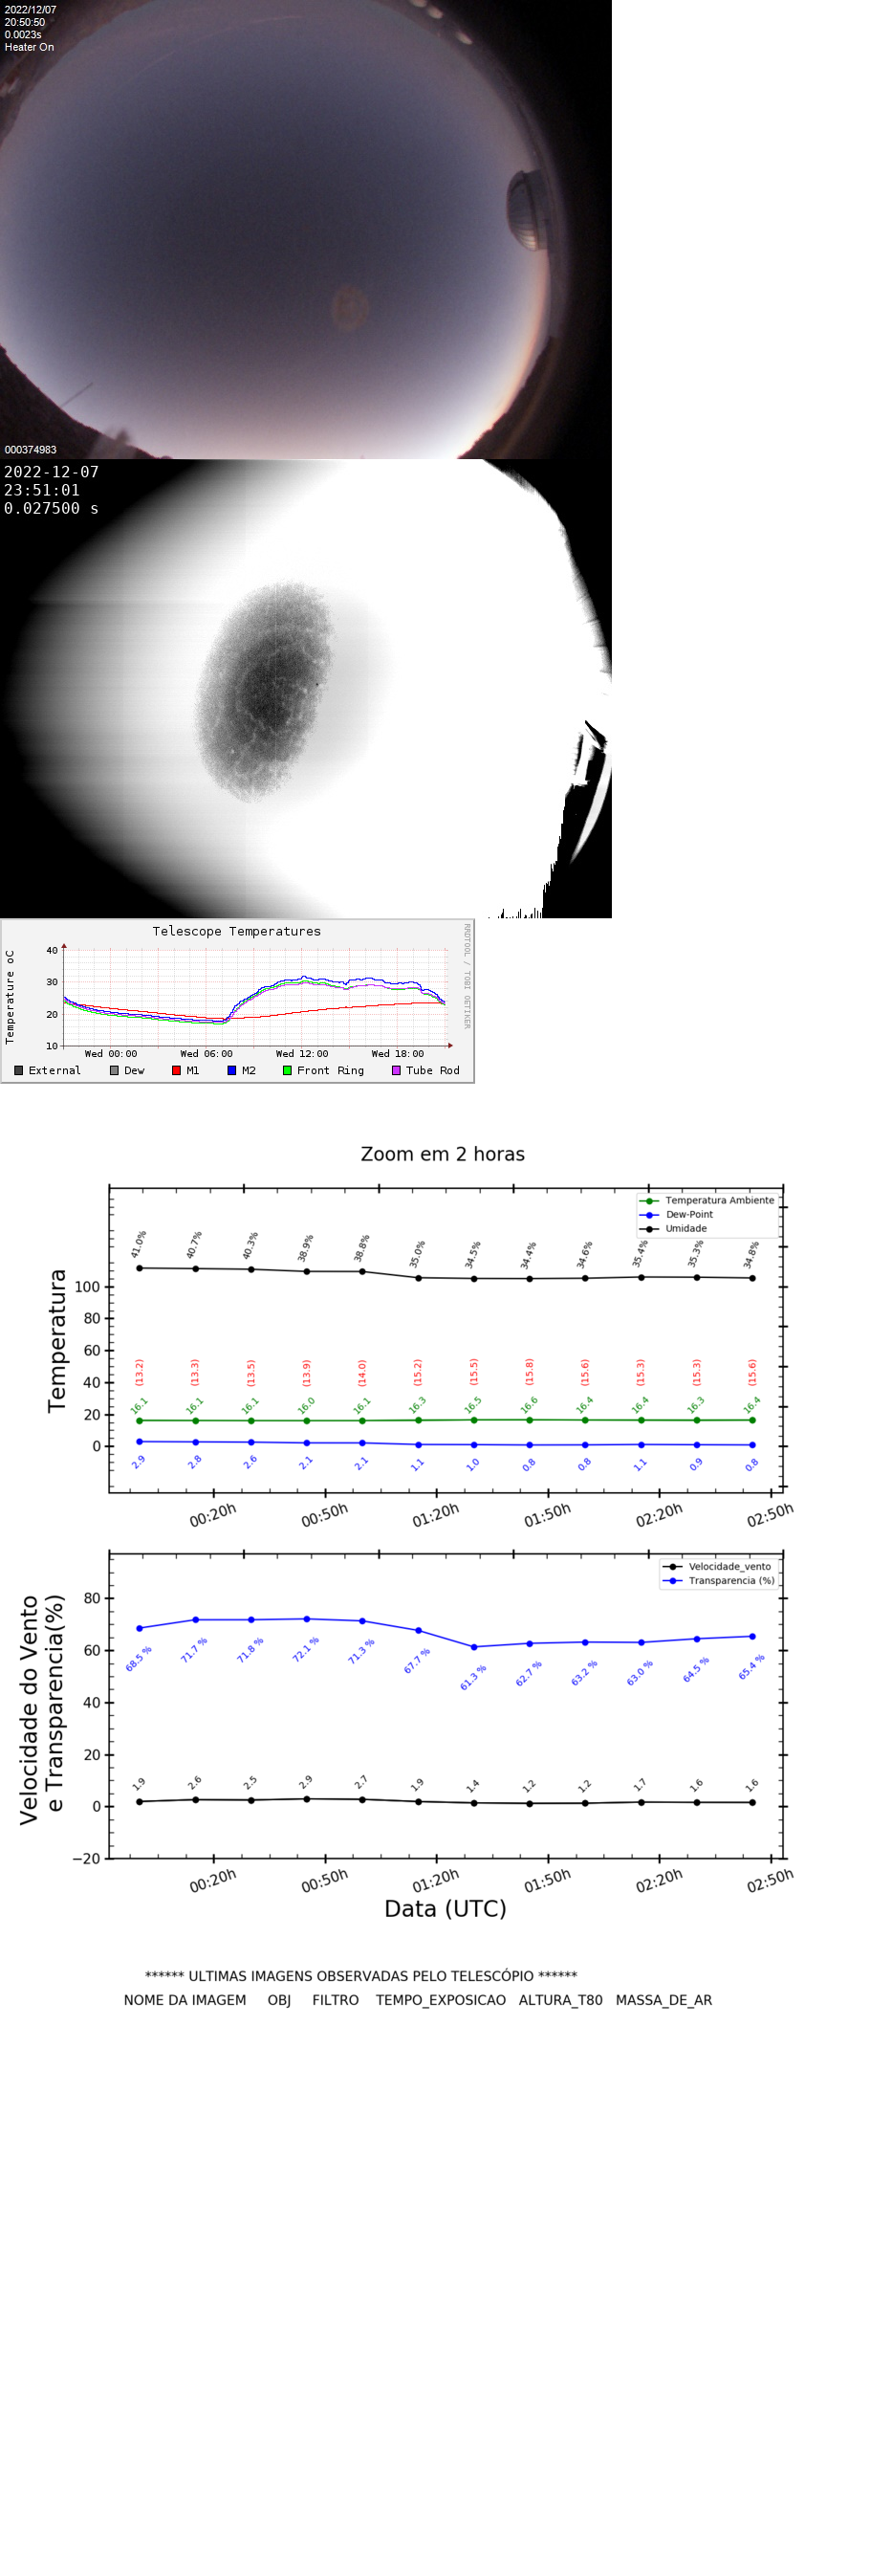 2022/12/07
20:50:50
0.0023s
Heater On
000374983
2022-12-07
23:51:01
0.027500 s
Telescope Temperatures
RRDTOOL / TOBI OETIKER
Temperature oC
40
30
20
10
Wed 00:00 Wed 06:00 Wed 12:00 Wed 18:00
External Dew M1 M2 Front Ring Tube Rod
Zoom em 2 horas
Temperatura Ambiente
Dew-Point
Umidade
41.0% 40.7% 40.3% 38.9% 38.8% 35.0% 34.5% 34.4% 34.6% 35.4% 35.3% 34.8%
Temperatura
100
80
60
40
20
0
(13.2) (13.3) (13.5) (13.9) (14.0) (15.2) (15.5) (15.8) (15.6) (15.3) (15.3) (15.6)
16.1 16.1 16.1 16.0 16.1 16.3 16.5 16.6 16.4 16.4 16.3 16.4
2.9 2.8 2.6 2.1 2.1 1.1 1.0 0.8 0.8 1.1 0.9 0.8
00:20h 00:50h 01:20h 01:50h 02:20h 02:50h
Velocidade_vento
Transparencia (%)
Velocidade do Vento
e Transparencia(%)
80
60
40
20
0
−20
68.5 % 71.7 % 71.8 % 72.1 % 71.3 % 67.7 % 61.3 % 62.7 % 63.2 % 63.0 % 64.5 % 65.4 %
1.9 2.6 2.5 2.9 2.7 1.9 1.4 1.2 1.2 1.7 1.6 1.6
00:20h 00:50h 01:20h 01:50h 02:20h 02:50h
Data (UTC)
****** ULTIMAS IMAGENS OBSERVADAS PELO TELESCÓPIO ******
NOME DA IMAGEM OBJ FILTRO TEMPO_EXPOSICAO ALTURA_T80 MASSA_DE_AR